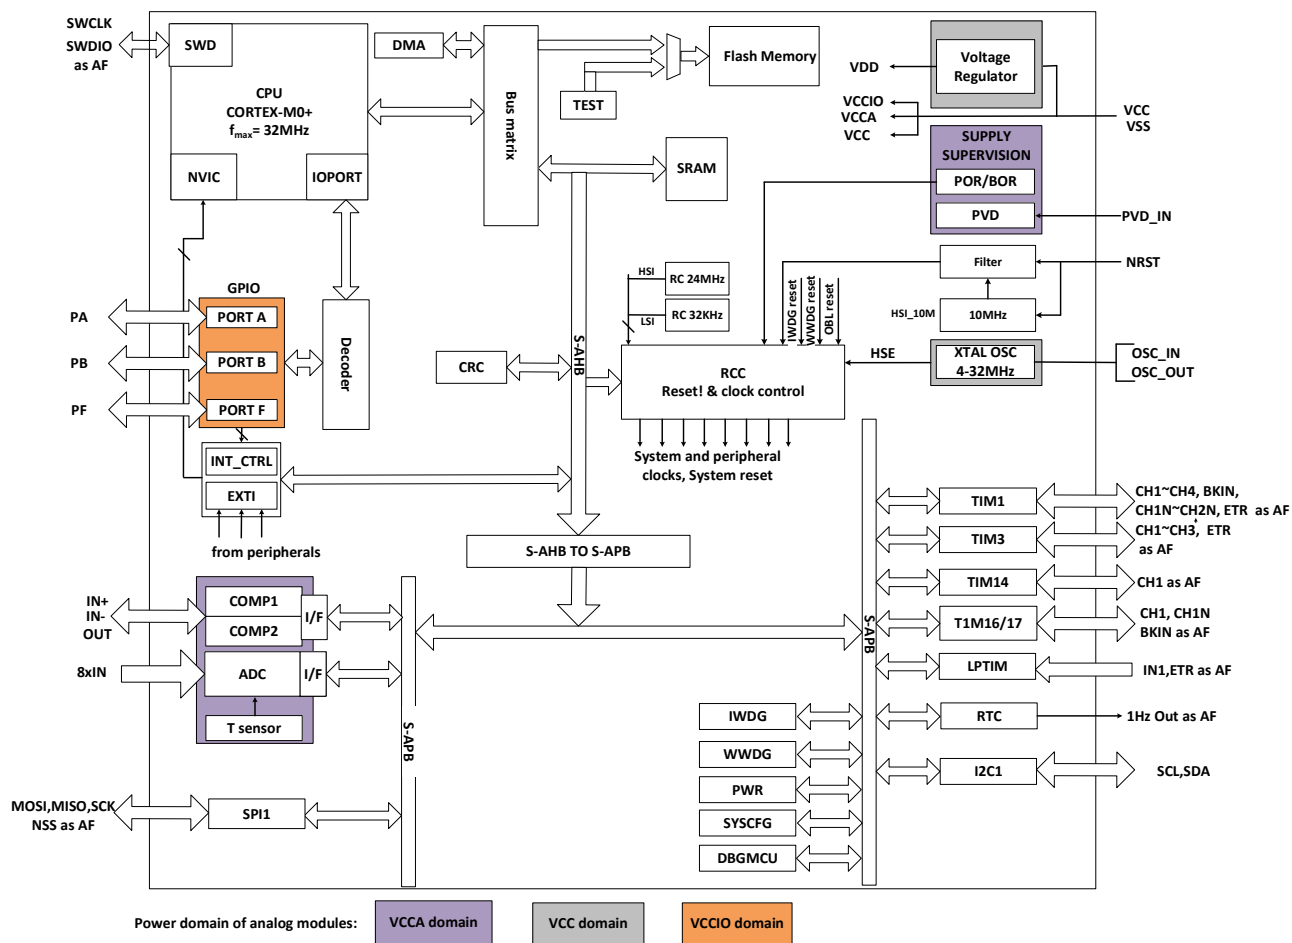 SWCLK
SWDIO
as AF
SWD
CPU
CORTEX-M0+
fmax= 32MHz
NVIC
IOPORT
DMA
Bus matrix
TEST
Flash Memory
SRAM
Voltage
Regulator
VDD
VCCIO
VCCA
VCC
VCC
VSS
SUPPLY
SUPERVISION
POR/BOR
PVD
PVD_IN
Filter
NRST
HSI_10M
10MHz
HSI
RC 24MHz
LSI
RC 32KHz
IWDG reset
WWDG reset
OBL reset
GPIO
PA
PORT A
PB
PORT B
PF
PORT F
Decoder
CRC
S-AHB
RCC
Reset! & clock control
HSE
XTAL OSC
4-32MHz
OSC_IN
OSC_OUT
System and peripheral
clocks, System reset
INT_CTRL
EXTI
from peripherals
S-AHB TO S-APB
IN+
IN-
OUT
COMP1
COMP2
I/F
8xIN
ADC
I/F
T sensor
S-APB
MOSI,MISO,SCK
NSS as AF
SPI1
S-APB
TIM1
CH1~CH4, BKIN,
CH1N~CH2N, ETR as AF
TIM3
CH1~CH3, ETR
as AF
TIM14
CH1 as AF
T1M16/17
CH1, CH1N
BKIN as AF
LPTIM
IN1,ETR as AF
IWDG
RTC
1Hz Out as AF
WWDG
I2C1
SCL,SDA
PWR
SYSCFG
DBGMCU
Power domain of analog modules:
VCCA domain
VCC domain
VCCIO domain